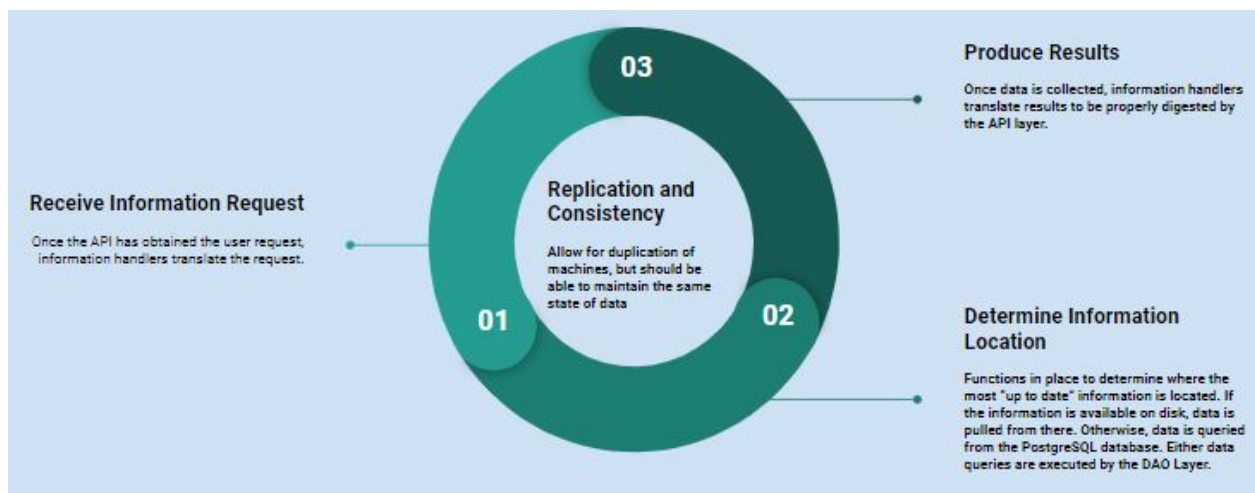 Receive Information Request
Once the API has obtained the user request,
information handlers translate the request.
01
Replication and
Consistency
Allow for duplication of
machines, but should be
able to maintain the same
state of data
02
Determine Information
Location
Functions in place to determine where the
most "up to date" information is located. If
the information is available on disk, data is
pulled from there. Otherwise, data is queried
from the PostgreSQL database. Either data
queries are executed by the DAO Layer.
03
Produce Results
Once data is collected, information handlers
translate results to be properly digested by
the API layer.